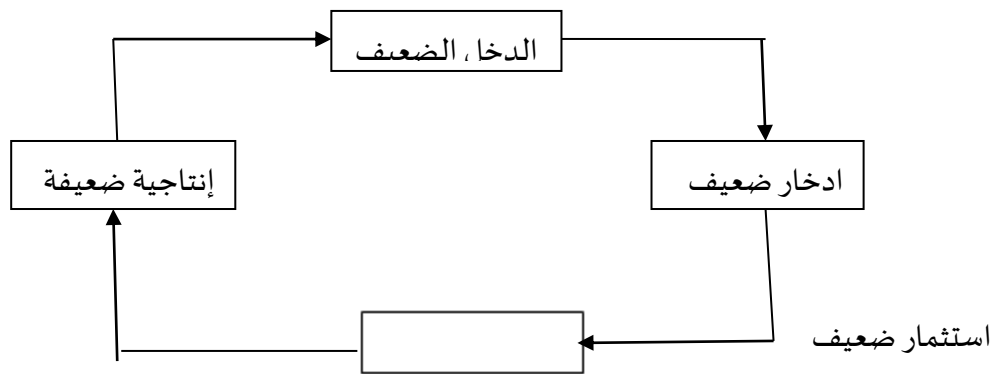 الدخل الضعيف
إنتاجية ضعيفة
ادخار ضعيف
استثمار ضعيف